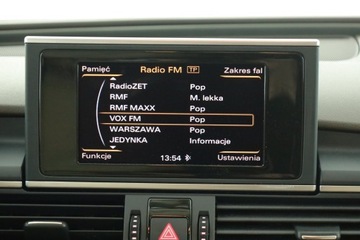 Pamięć Radio FM TP Zakres fal
RadioZET Pop
RMF M. lekka
RMF MAXX Pop
VOX FM Pop
WARSZAWA Pop
JEDYNKA Informacje
Funkcje 13:54 Ustawienia